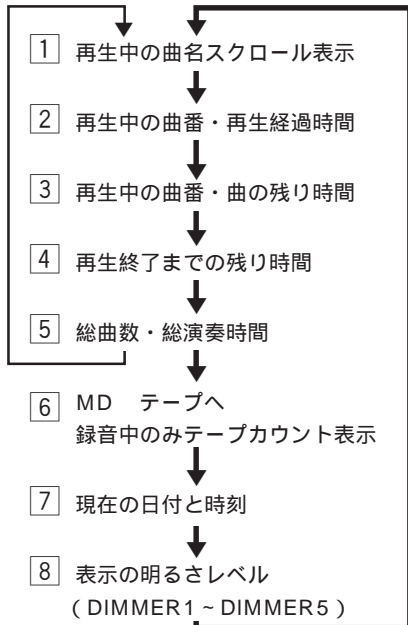 1 再生中の曲名スクロール表示
2 再生中の曲番・再生経過時間
3 再生中の曲番・曲の残り時間
4 再生終了までの残り時間
5 総曲数・総演奏時間
6 MD テープへ
録音中のみテープカウント表示
7 現在の日付と時刻
8 表示の明るさレベル
(DIMMER1~DIMMER5)